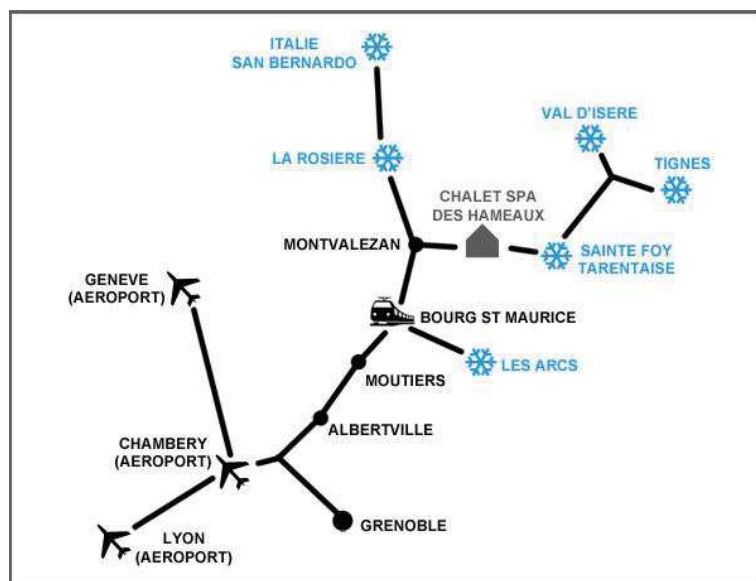 ITALIE
SAN BERNARDO
VAL D'ISERE
LA ROSIERE
TIGNES
CHALET SPA
DES HAMEAUX
MONTVALEZAN
SAINTE FOY
TARENTAISE
GENEVE
(AEROPORT)
BOURG ST MAURICE
LES ARCS
MOUTIERS
ALBERTVILLE
CHAMBERY
(AEROPORT)
GRENOBLE
LYON
(AEROPORT)